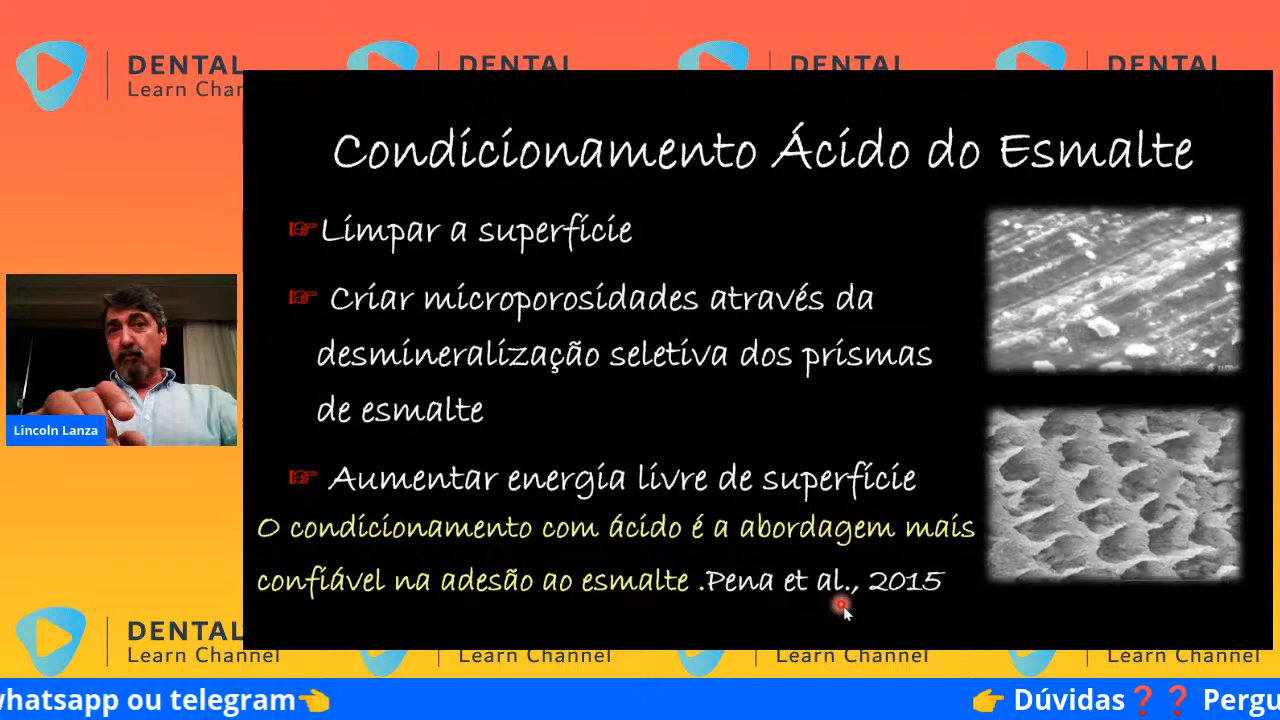 DENTAL
Learn Chan
DENTAL
DENTAL
DENTAL
Condicionamento Ácido do Esmalte
Limpar a superfície
Criar microporosidades através da
desmineralização seletiva dos prismas
de esmalte
Aumentar energia livre de superfície
O condicionamento com ácido é a abordagem mais
confiável na adesão ao esmalte .Pena et al., 2015
Lincoln Lanza
DENTAL
Learn Channel
DENTAL
Learn Channel
DENTAL
Learn Channel
DENTAL
Learn Channel
whatsapp ou telegram👈
👉 Dúvidas❓❓ Pergu